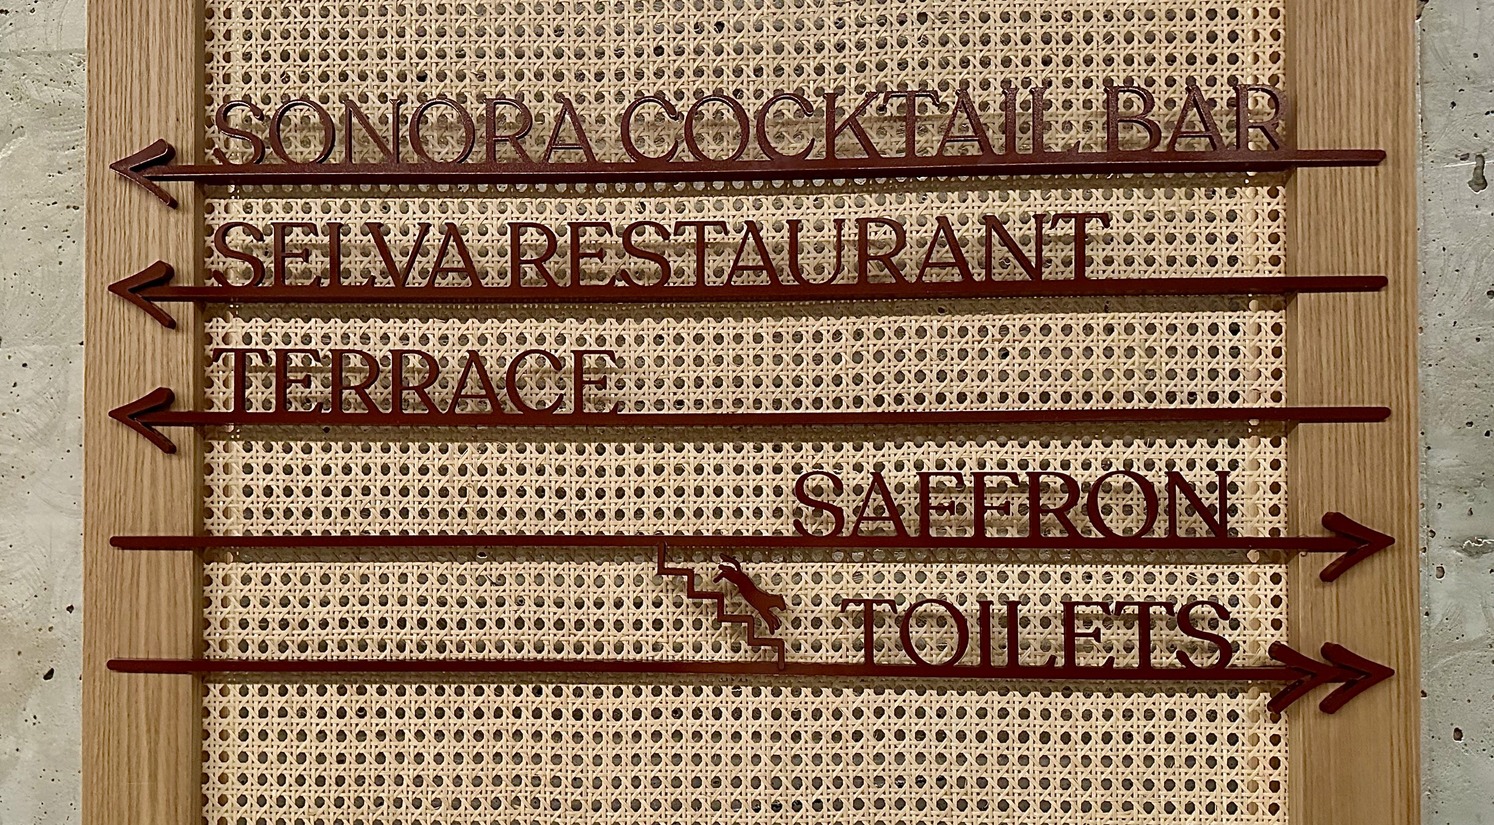 SONORA COCKTAIL BAR
SELVA RESTAURANT
TERRACE
SAFFRON
TOILETS